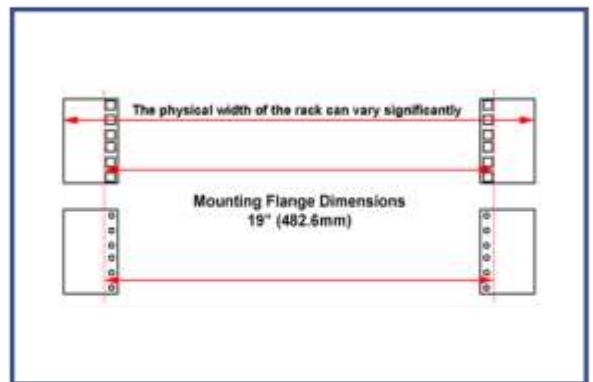 The physical width of the rack can vary significantly
Mounting Flange Dimensions
19" (482.6mm)